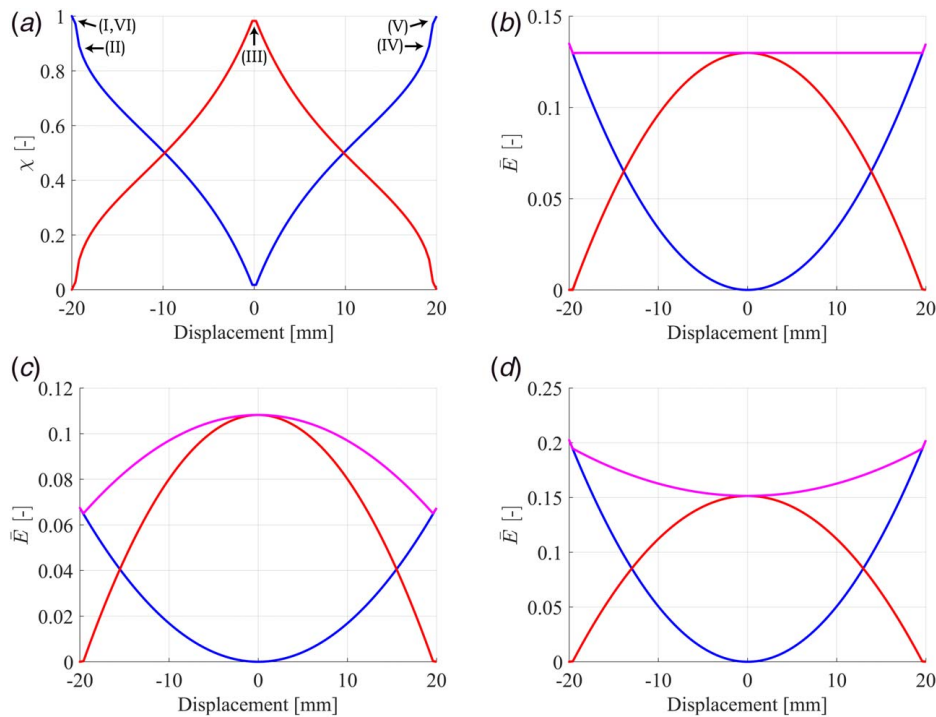 (a)
1
0.8
0.6
0.4
0.2
0
χ [-]
(I,VI)
(II)
(III)
(V)
(IV)
-20 -10 0 10 20
Displacement [mm]
(b)
0.15
0.1
0.05
0
Ē [-]
-20 -10 0 10 20
Displacement [mm]
(c)
0.12
0.1
0.08
0.06
0.04
0.02
0
Ē [-]
-20 -10 0 10 20
Displacement [mm]
(d)
0.25
0.2
0.15
0.1
0.05
0
Ē [-]
-20 -10 0 10 20
Displacement [mm]